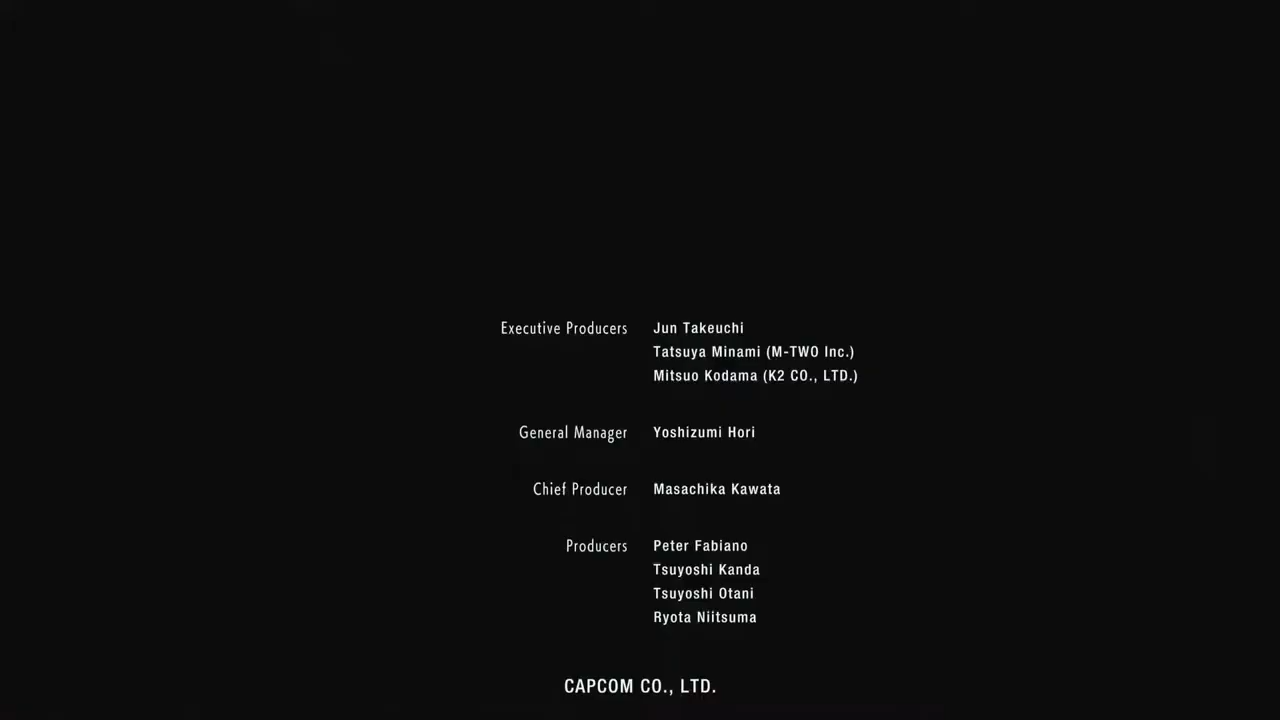 Executive Producers Jun Takeuchi
Tatsuya Minami (M-TWO Inc.)
Mitsuo Kodama (K2 CO., LTD.)
General Manager Yoshizumi Hori
Chief Producer Masachika Kawata
Producers Peter Fabiano
Tsuyoshi Kanda
Tsuyoshi Otani
Ryota Niitsuma
CAPCOM CO., LTD.